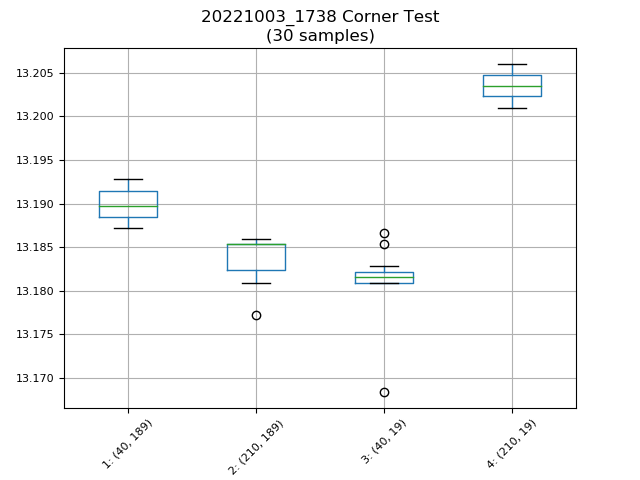 20221003_1738 Corner Test
(30 samples)
13.205
13.200
13.195
13.190
13.185
13.180
13.175
13.170
1: (40, 189)
2: (210, 189)
3: (40, 19)
4: (210, 19)